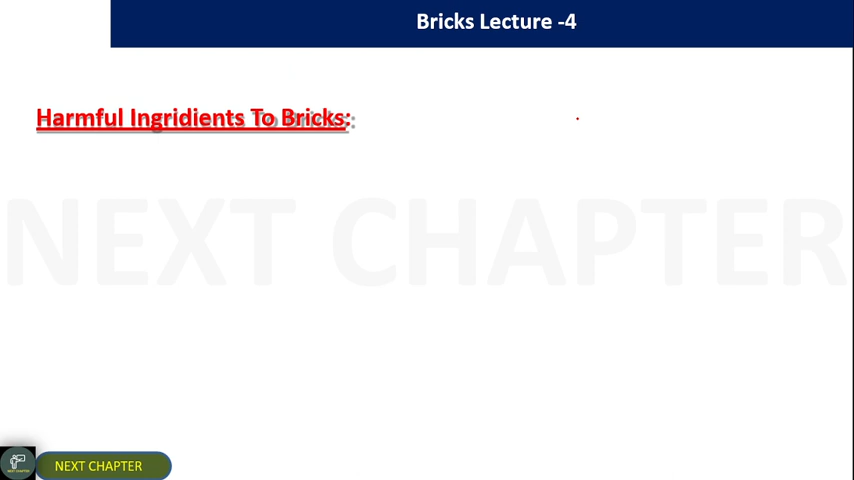 Bricks Lecture -4
Harmful Ingridients To Bricks:
NEXT CHAPTER
NEXT CHAPTER